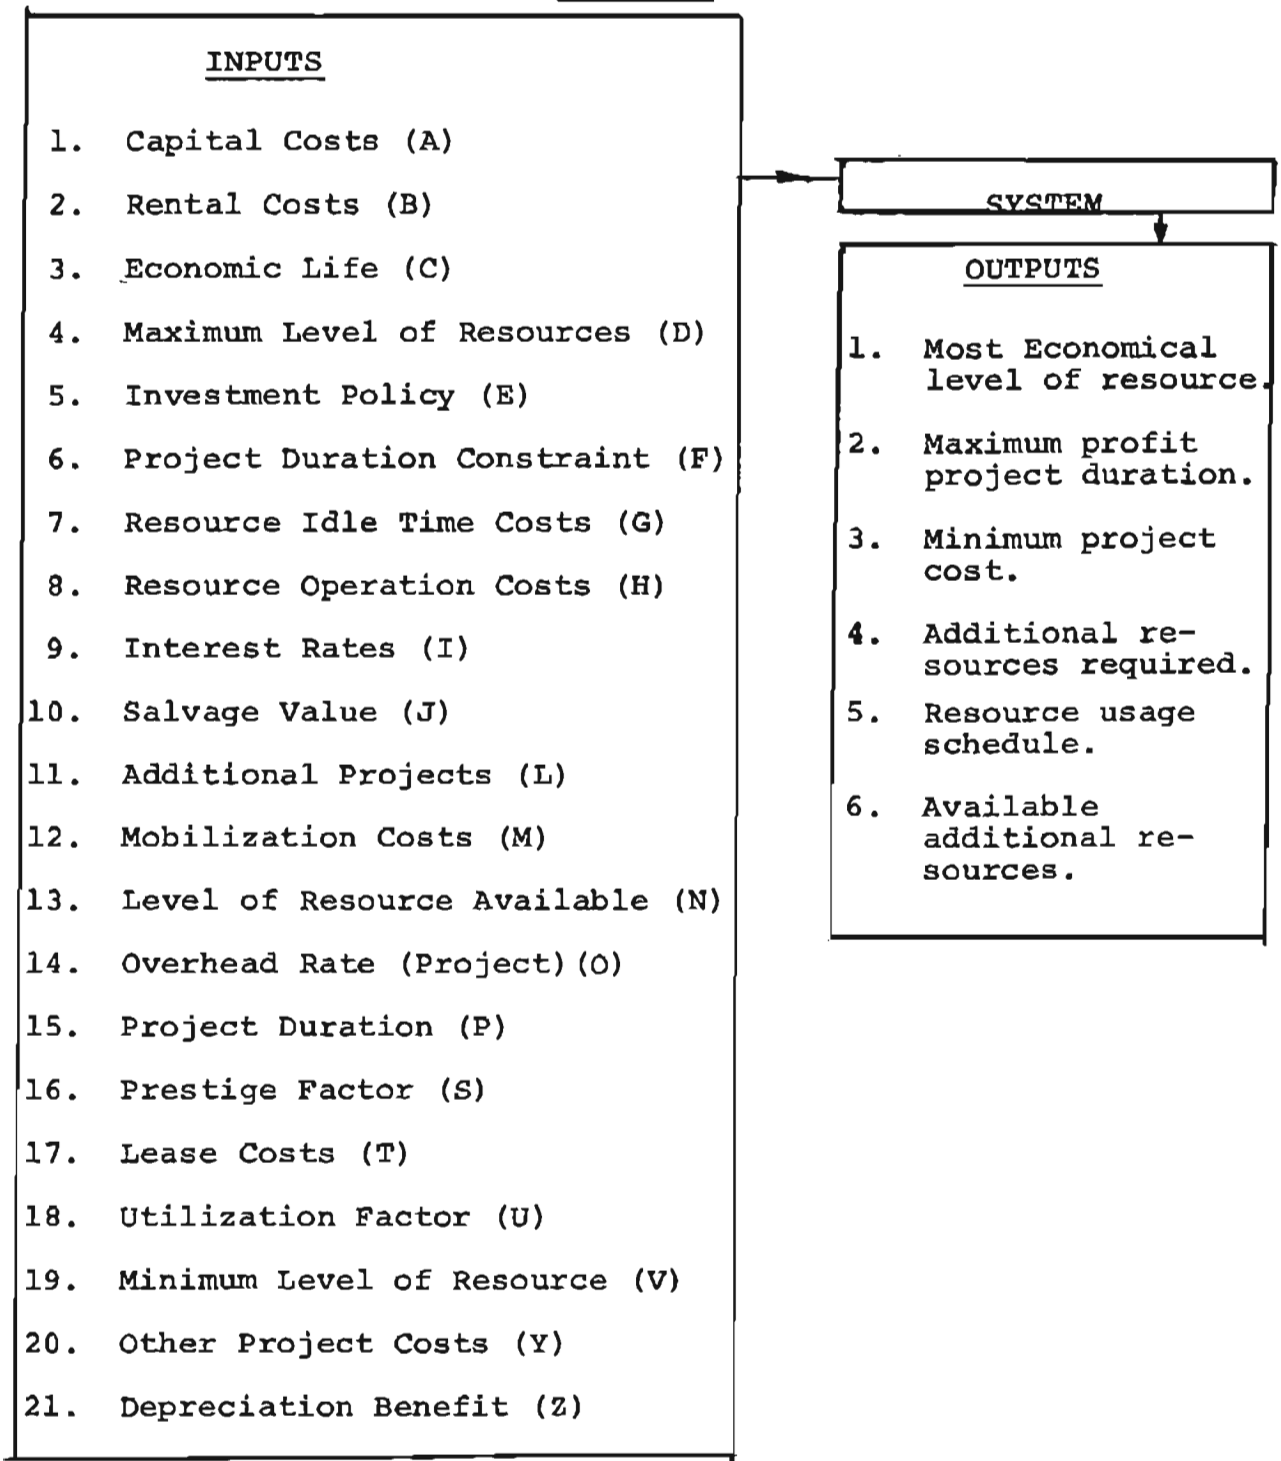 INPUTS
1. Capital Costs (A)
2. Rental Costs (B)
3. Economic Life (C)
4. Maximum Level of Resources (D)
5. Investment Policy (E)
6. Project Duration Constraint (F)
7. Resource Idle Time Costs (G)
8. Resource Operation Costs (H)
9. Interest Rates (I)
10. Salvage Value (J)
11. Additional Projects (L)
12. Mobilization Costs (M)
13. Level of Resource Available (N)
14. Overhead Rate (Project) (O)
15. Project Duration (P)
16. Prestige Factor (S)
17. Lease Costs (T)
18. Utilization Factor (U)
19. Minimum Level of Resource (V)
20. Other Project Costs (Y)
21. Depreciation Benefit (Z)
SYSTEM
OUTPUTS
1. Most Economical
level of resource.
2. Maximum profit
project duration.
3. Minimum project
cost.
4. Additional re-
sources required.
5. Resource usage
schedule.
6. Available
additional re-
sources.